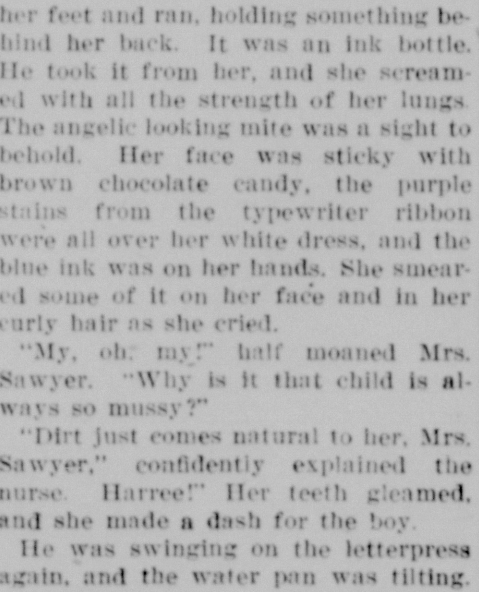 her feet and ran, holding something be-
hind her back. It was an ink bottle.
He took it from her, and she scream-
ed with all the strength of her lungs.
The angelic looking mite was a sight to
behold. Her face was sticky with
brown chocolate candy, the purple
stains from the typewriter ribbon
were all over her white dress, and the
blue ink was on her hands. She smear-
ed some of it on her face and in her
curly hair as she cried.
"My, oh, my!" half moaned Mrs.
Sawyer. "Why is it that child is al-
ways so mussy?"
"Dirt just comes natural to her, Mrs.
Sawyer," confidently explained the
nurse. Harree!" Her teeth gleamed,
and she made a dash for the boy.
He was swinging on the letterpress
again, and the water pan was tilting.